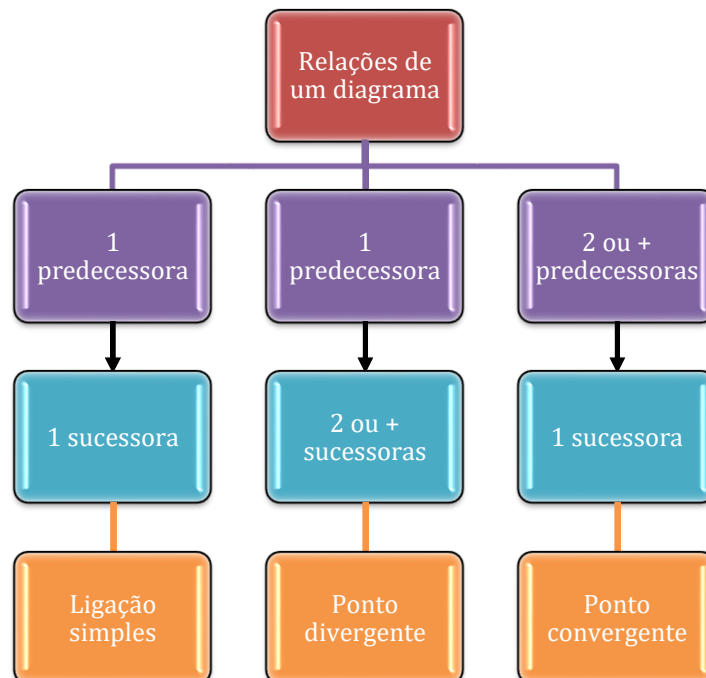 Relações de
um diagrama
1
predecessora
1
predecessora
2 ou +
predecessoras
1 sucessora
2 ou +
sucessoras
1 sucessora
Ligação
simples
Ponto
divergente
Ponto
convergente